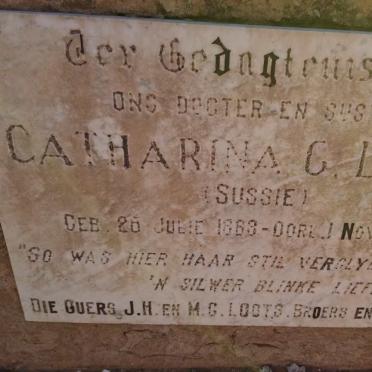 Ter Gedagtenis
ONS DOGTER EN SUS
CATHARINA G. L
(SUSSIE)
GEB. 26 JULIE 1883 - OORL. 1 NOV
"SO WAS HIER HAAR STIL VERGLY
'N SILWER BLINKE LIEF
DIE OUERS, J.H. EN M.G. LOOTS. BROERS EN